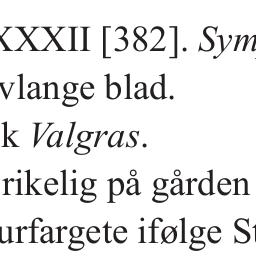 XXXII [382]. Sym
vlange blad.
k Valgras.
rikelig på gården
urfargete ifølge St